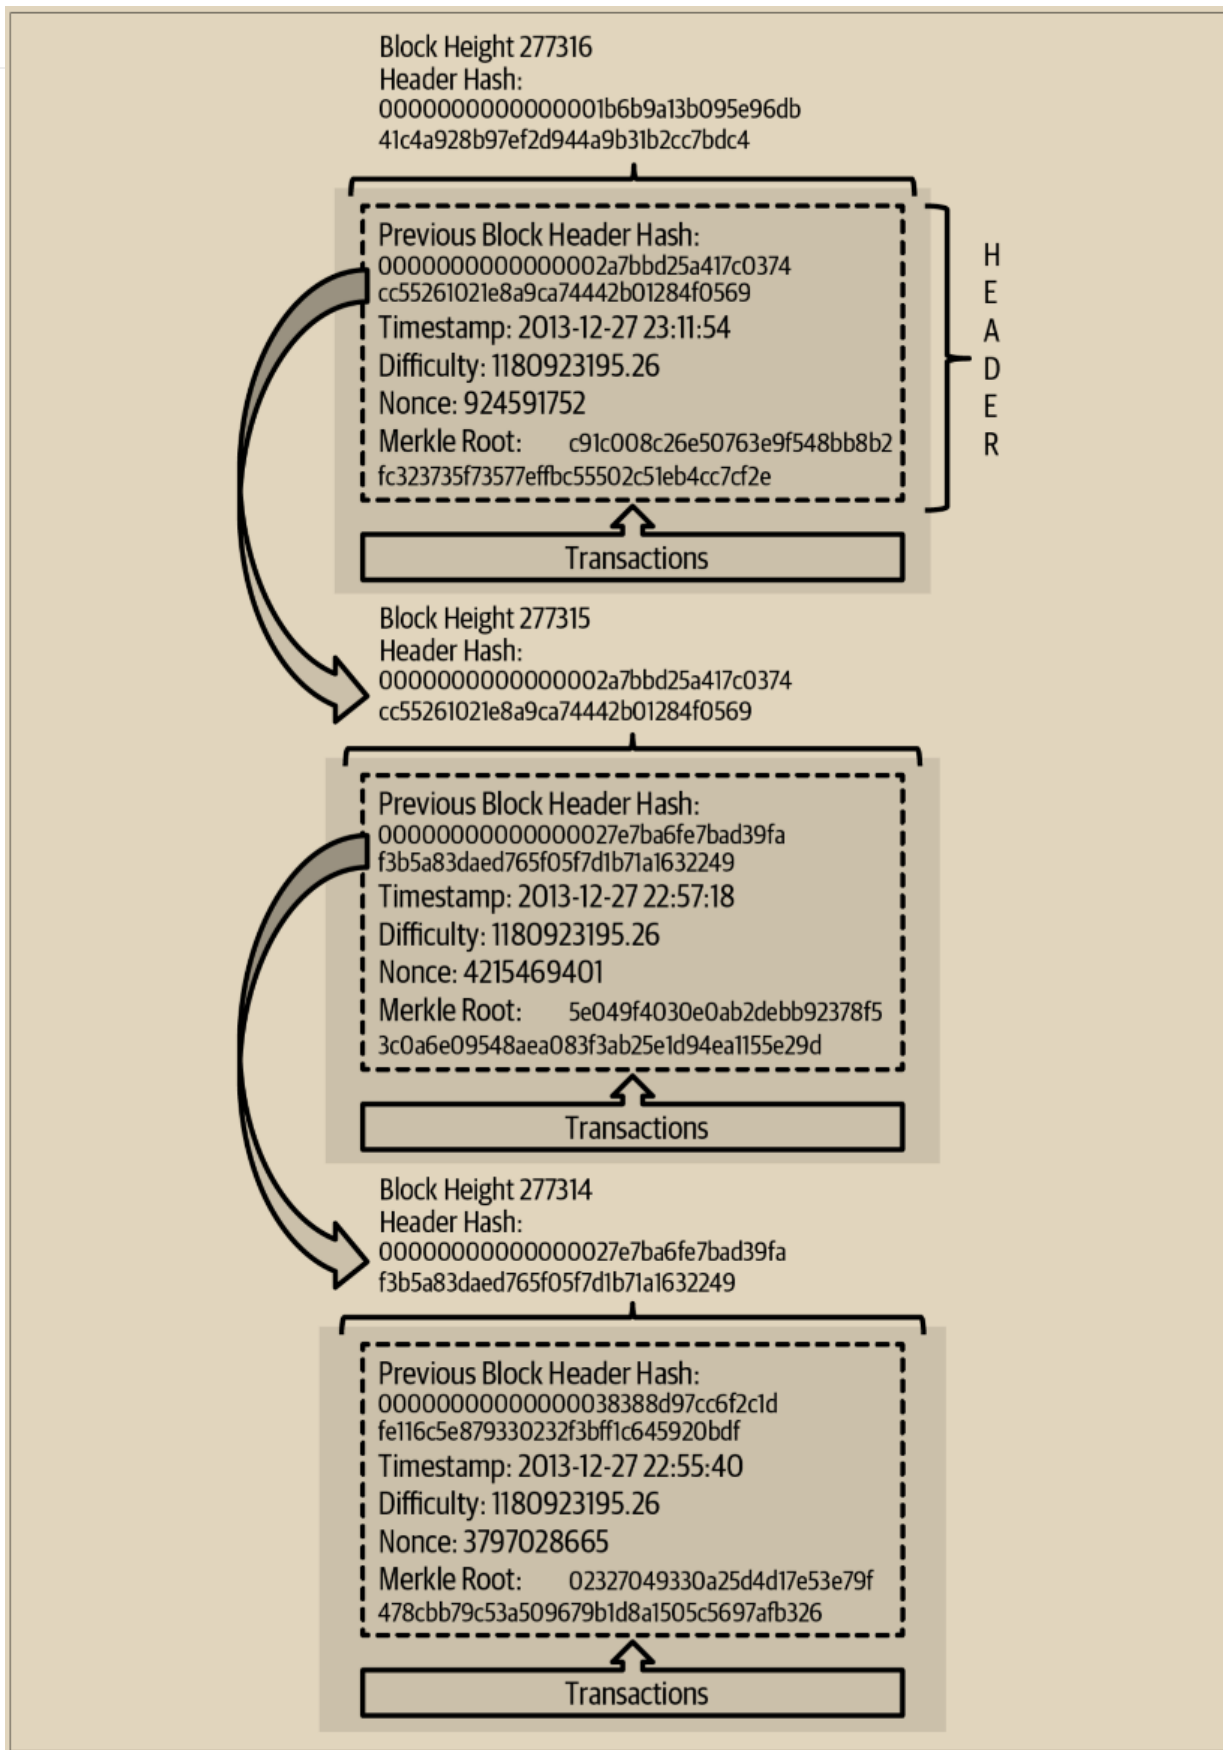 Block Height 277316
Header Hash:
0000000000000001b6b9a13b095e96db
41c4a928b97ef2d944a9b31b2cc7bdc4
Previous Block Header Hash:
0000000000000002a7bbd25a417c0374
cc55261021e8a9ca74442b01284f0569
Timestamp: 2013-12-27 23:11:54
Difficulty: 1180923195.26
Nonce: 924591752
Merkle Root: c91c008c26e50763e9f548bb8b2
fc323735f73577effbc55502c51eb4cc7cf2e
HEADER
Transactions
Block Height 277315
Header Hash:
0000000000000002a7bbd25a417c0374
cc55261021e8a9ca74442b01284f0569
Previous Block Header Hash:
00000000000000027e7ba6fe7bad39fa
f3b5a83daed765f05f7d1b71a1632249
Timestamp: 2013-12-27 22:57:18
Difficulty: 1180923195.26
Nonce: 4215469401
Merkle Root: 5e049f4030e0ab2debb92378f5
3c0a6e09548aea083f3ab25e1d94ea1155e29d
Transactions
Block Height 277314
Header Hash:
00000000000000027e7ba6fe7bad39fa
f3b5a83daed765f05f7d1b71a1632249
Previous Block Header Hash:
00000000000000038388d97cc6f2c1d
fe116c5e879330232f3bff1c645920bdf
Timestamp: 2013-12-27 22:55:40
Difficulty: 1180923195.26
Nonce: 3797028665
Merkle Root: 02327049330a25d4d17e53e79f
478cbb79c53a509679b1d8a1505c5697afb326
Transactions